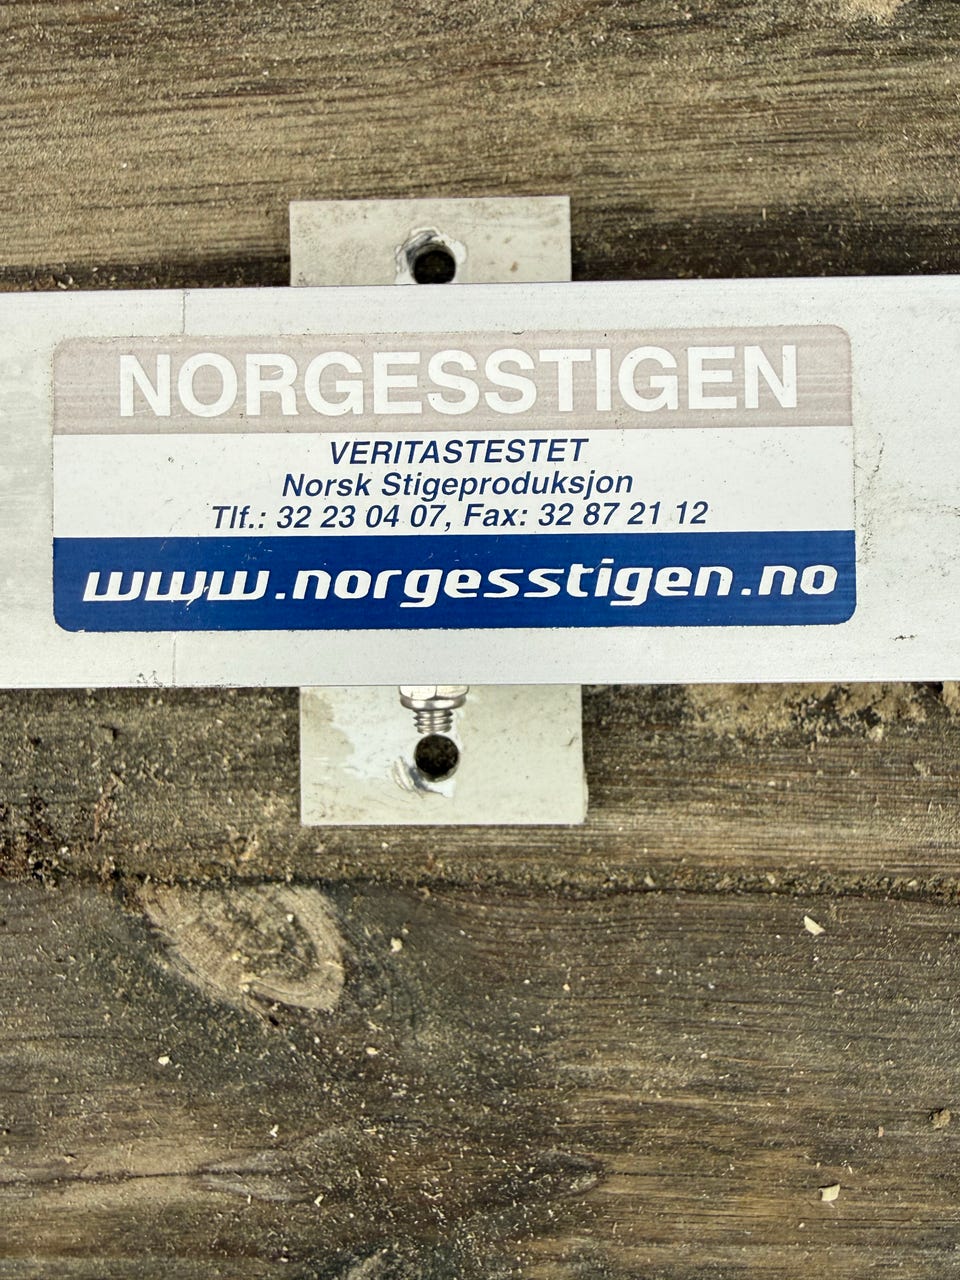 NORGESSTIGEN
VERITASTESTET
Norsk Stigeproduksjon
Tlf.: 32 23 04 07, Fax: 32 87 21 12
www.norgesstigen.no